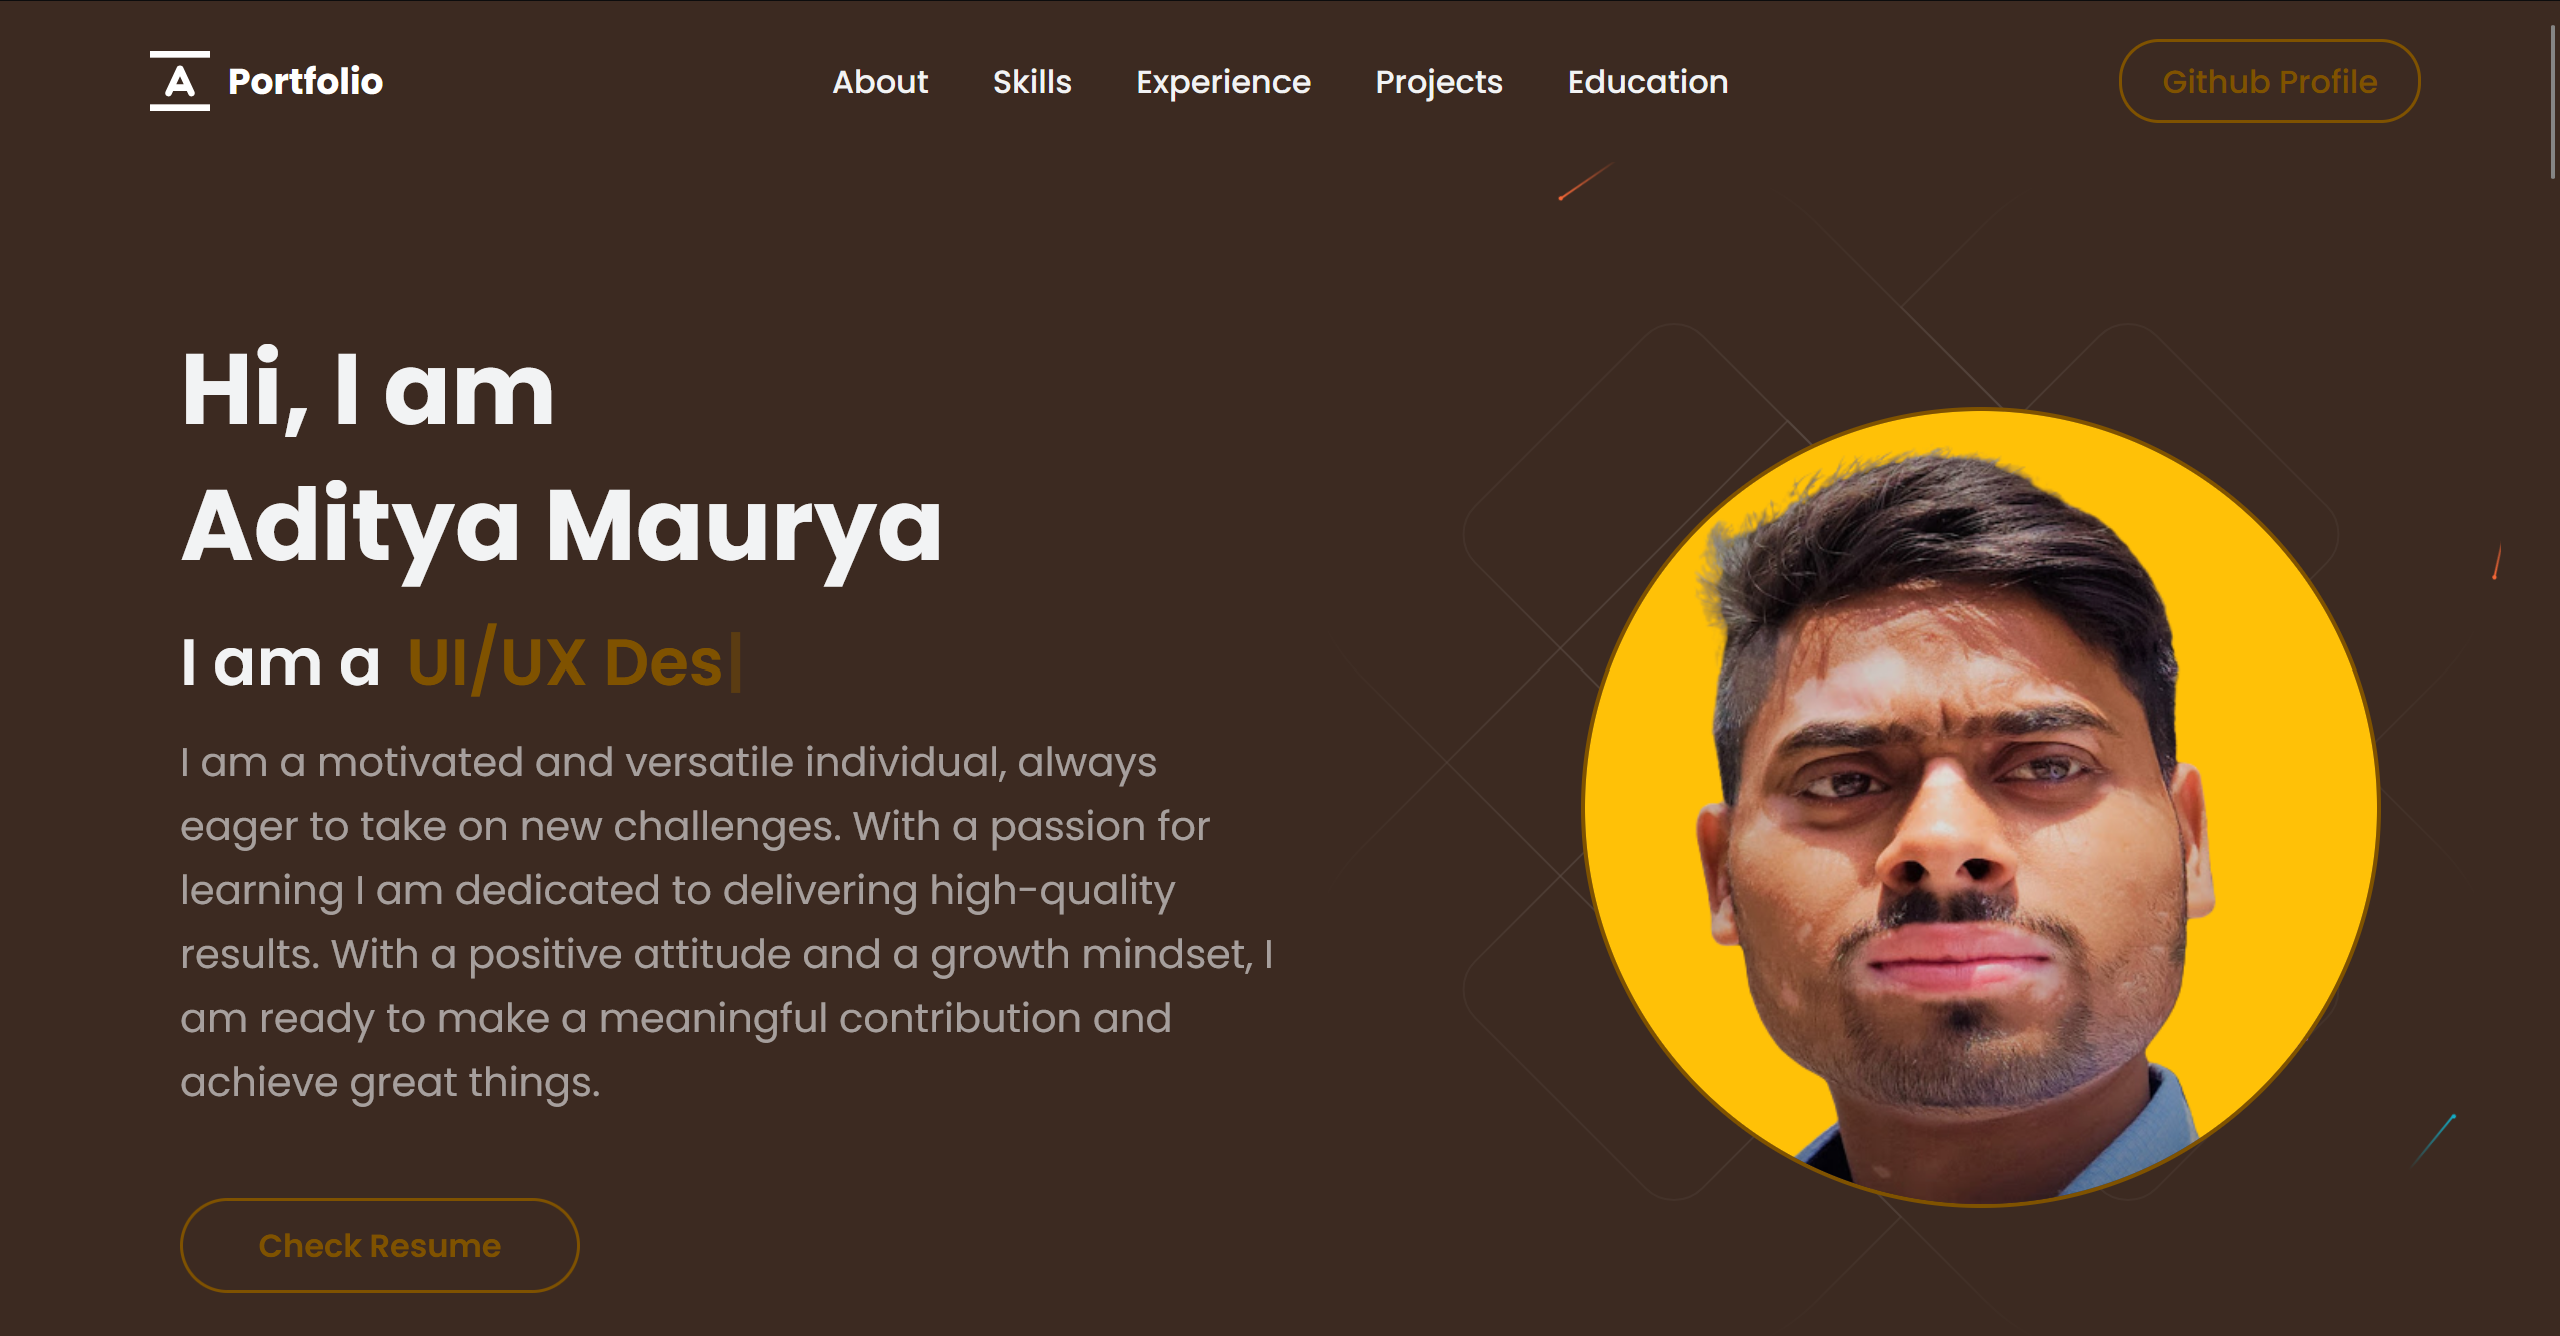 A Portfolio
About Skills Experience Projects Education
Github Profile
Hi, I am
Aditya Maurya
I am a UI/UX Des
I am a motivated and versatile individual, always
eager to take on new challenges. With a passion for
learning I am dedicated to delivering high-quality
results. With a positive attitude and a growth mindset, I
am ready to make a meaningful contribution and
achieve great things.
Check Resume